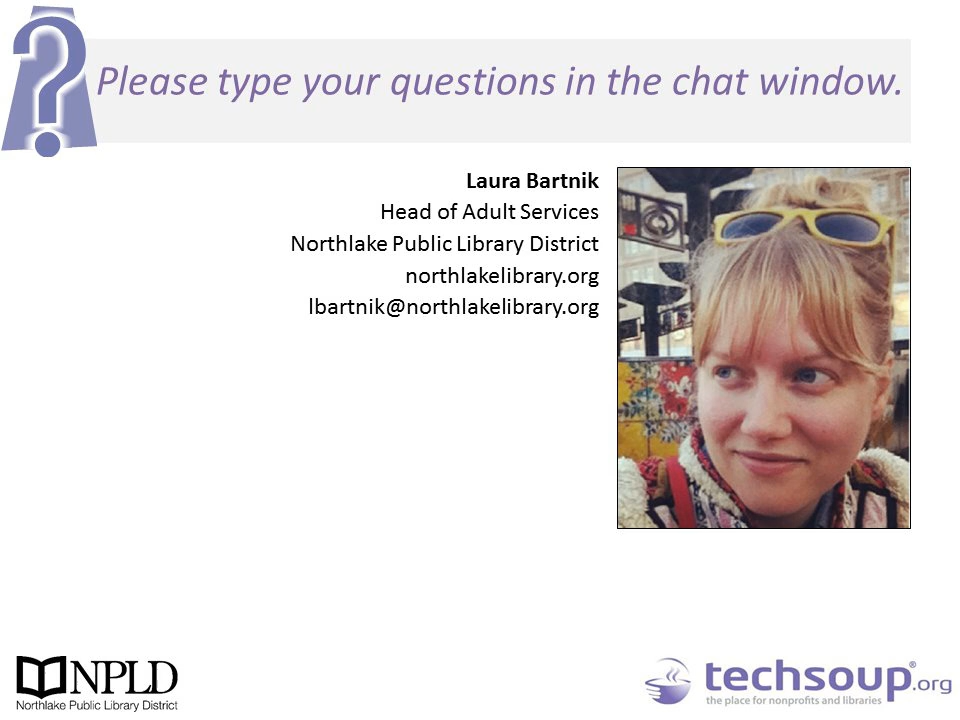 ?
Please type your questions in the chat window.
Laura Bartnik
Head of Adult Services
Northlake Public Library District
northlakelibrary.org
lbartnik@northlakelibrary.org
NPLD
Northlake Public Library District
techsoup®.org
the place for nonprofits and libraries